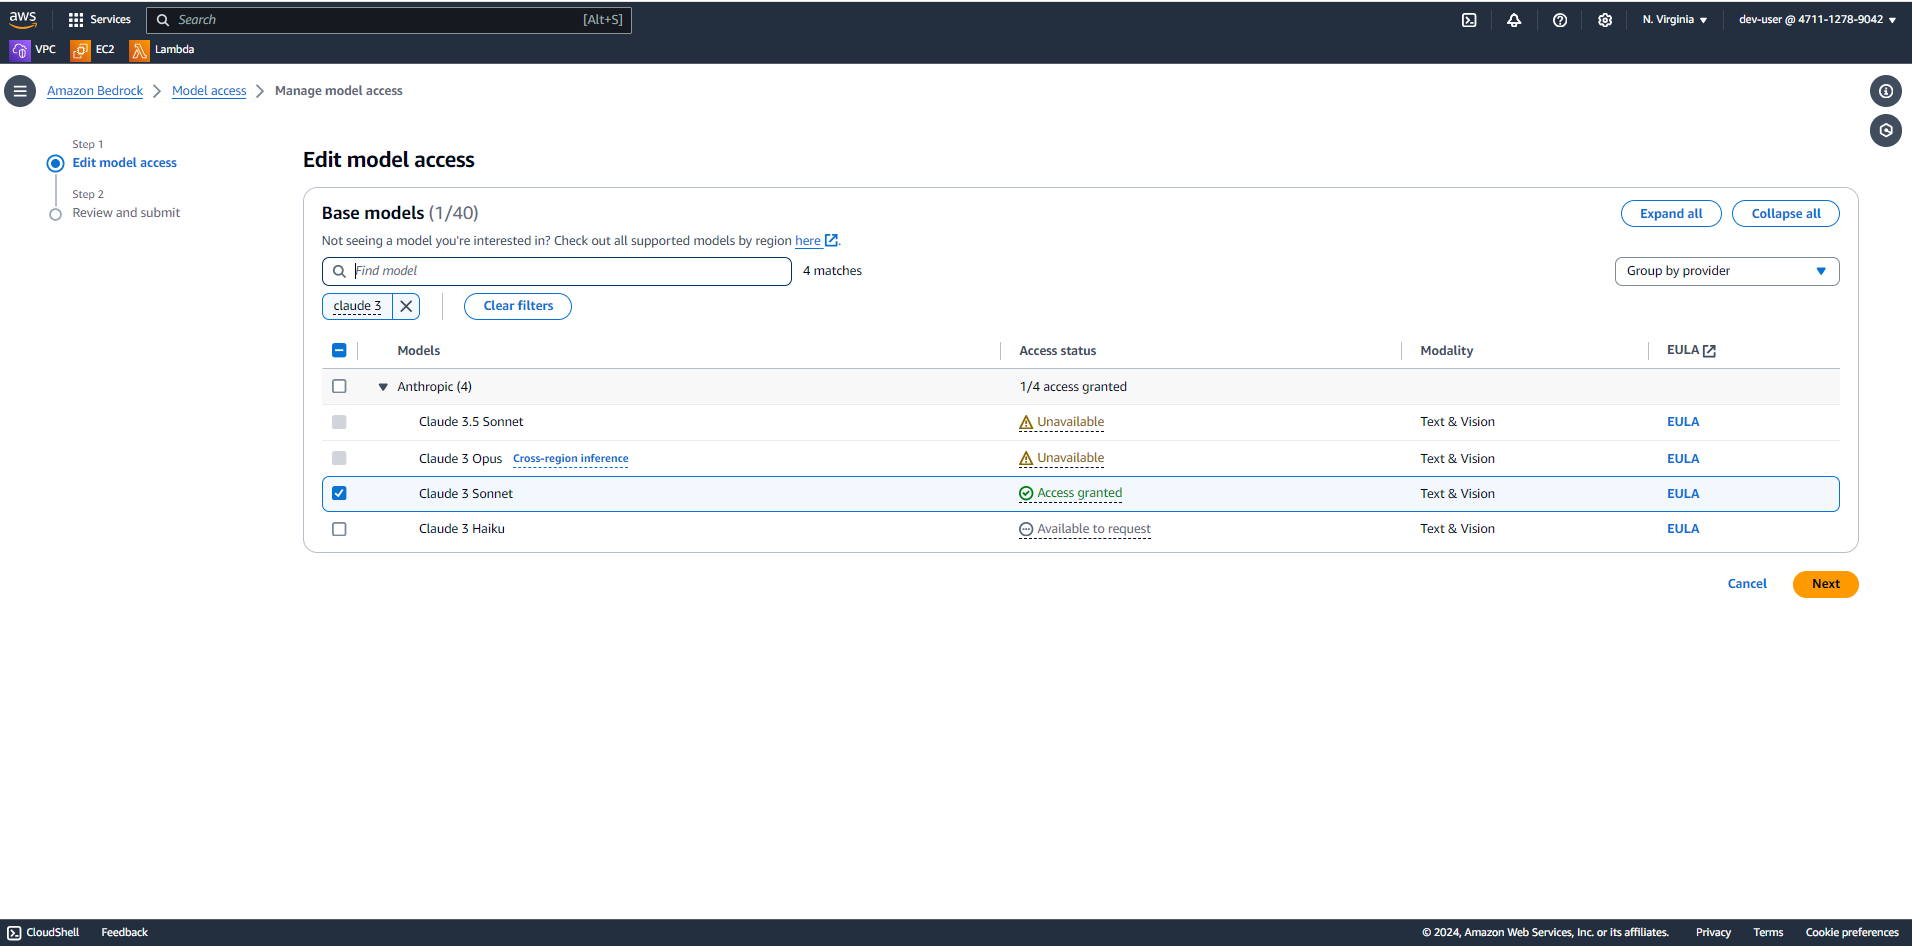 aws Services Search [Alt+S] N. Virginia dev-user @ 4711-1278-9042
VPC EC2 Lambda
Amazon Bedrock Model access Manage model access
Step 1
Edit model access
Step 2
Review and submit
Edit model access
Base models (1/40) Expand all Collapse all
Not seeing a model you're interested in? Check out all supported models by region here.
Find model 4 matches Group by provider
claude 3 Clear filters
Models Access status Modality EULA
Anthropic (4) 1/4 access granted
Claude 3.5 Sonnet Unavailable Text & Vision EULA
Claude 3 Opus Cross-region inference Unavailable Text & Vision EULA
Claude 3 Sonnet Access granted Text & Vision EULA
Claude 3 Haiku Available to request Text & Vision EULA
Cancel Next
CloudShell Feedback © 2024, Amazon Web Services, Inc. or its affiliates. Privacy Terms Cookie preferences